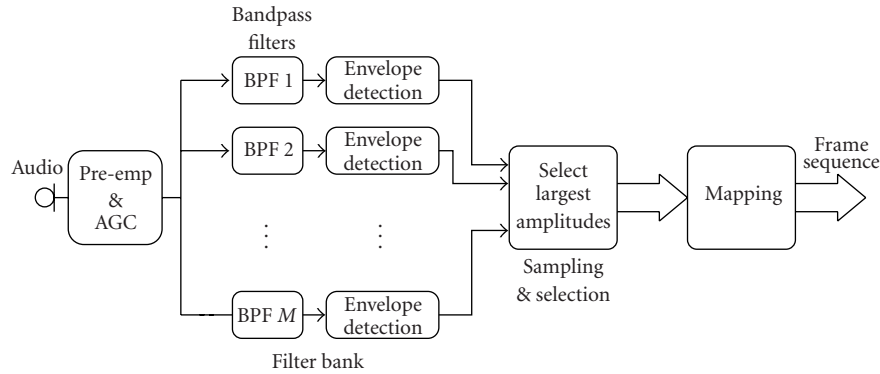 Bandpass
filters
BPF 1
Envelope
detection
BPF 2
Envelope
detection
Audio
Pre-emp
&
AGC
Select
largest
amplitudes
Mapping
Frame
sequence
Sampling
& selection
BPF M
Envelope
detection
Filter bank